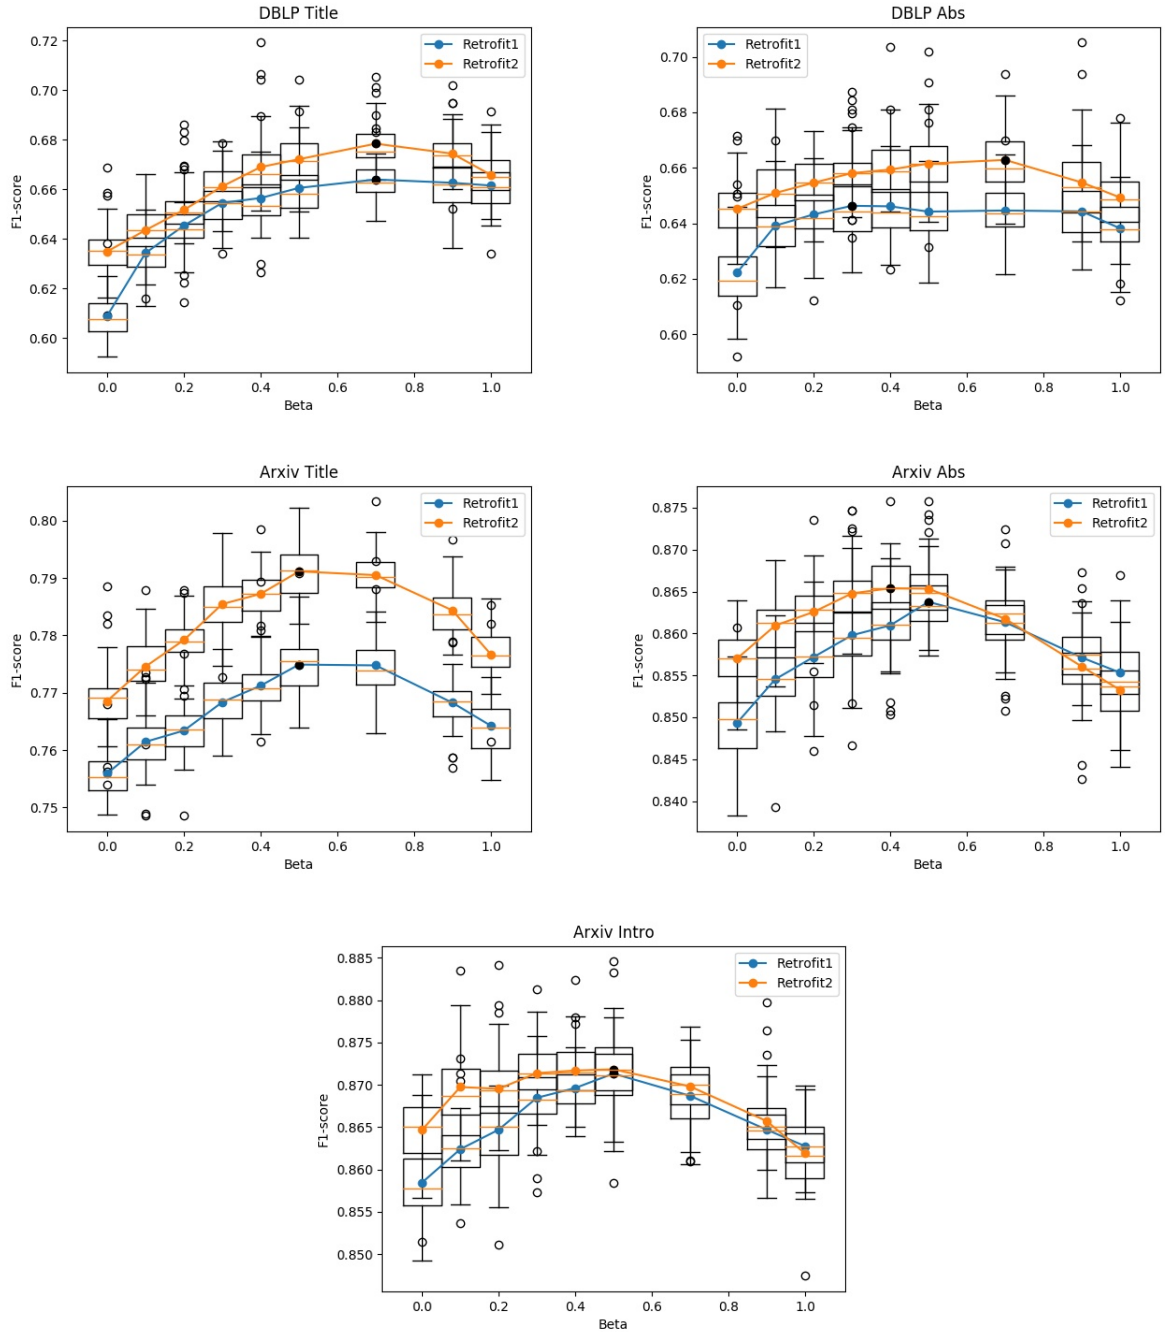 DBLP Title
F1-score
0.72
0.70
0.68
0.66
0.64
0.62
0.60
Retrofit1
Retrofit2
0.0
0.2
0.4
0.6
0.8
1.0
Beta
DBLP Abs
F1-score
0.70
0.68
0.66
0.64
0.62
0.60
Retrofit1
Retrofit2
0.0
0.2
0.4
0.6
0.8
1.0
Beta
Arxiv Title
F1-score
0.80
0.79
0.78
0.77
0.76
0.75
Retrofit1
Retrofit2
0.0
0.2
0.4
0.6
0.8
1.0
Beta
Arxiv Abs
F1-score
0.875
0.870
0.865
0.860
0.855
0.850
0.845
0.840
Retrofit1
Retrofit2
0.0
0.2
0.4
0.6
0.8
1.0
Beta
Arxiv Intro
F1-score
0.885
0.880
0.875
0.870
0.865
0.860
0.855
0.850
Retrofit1
Retrofit2
0.0
0.2
0.4
0.6
0.8
1.0
Beta